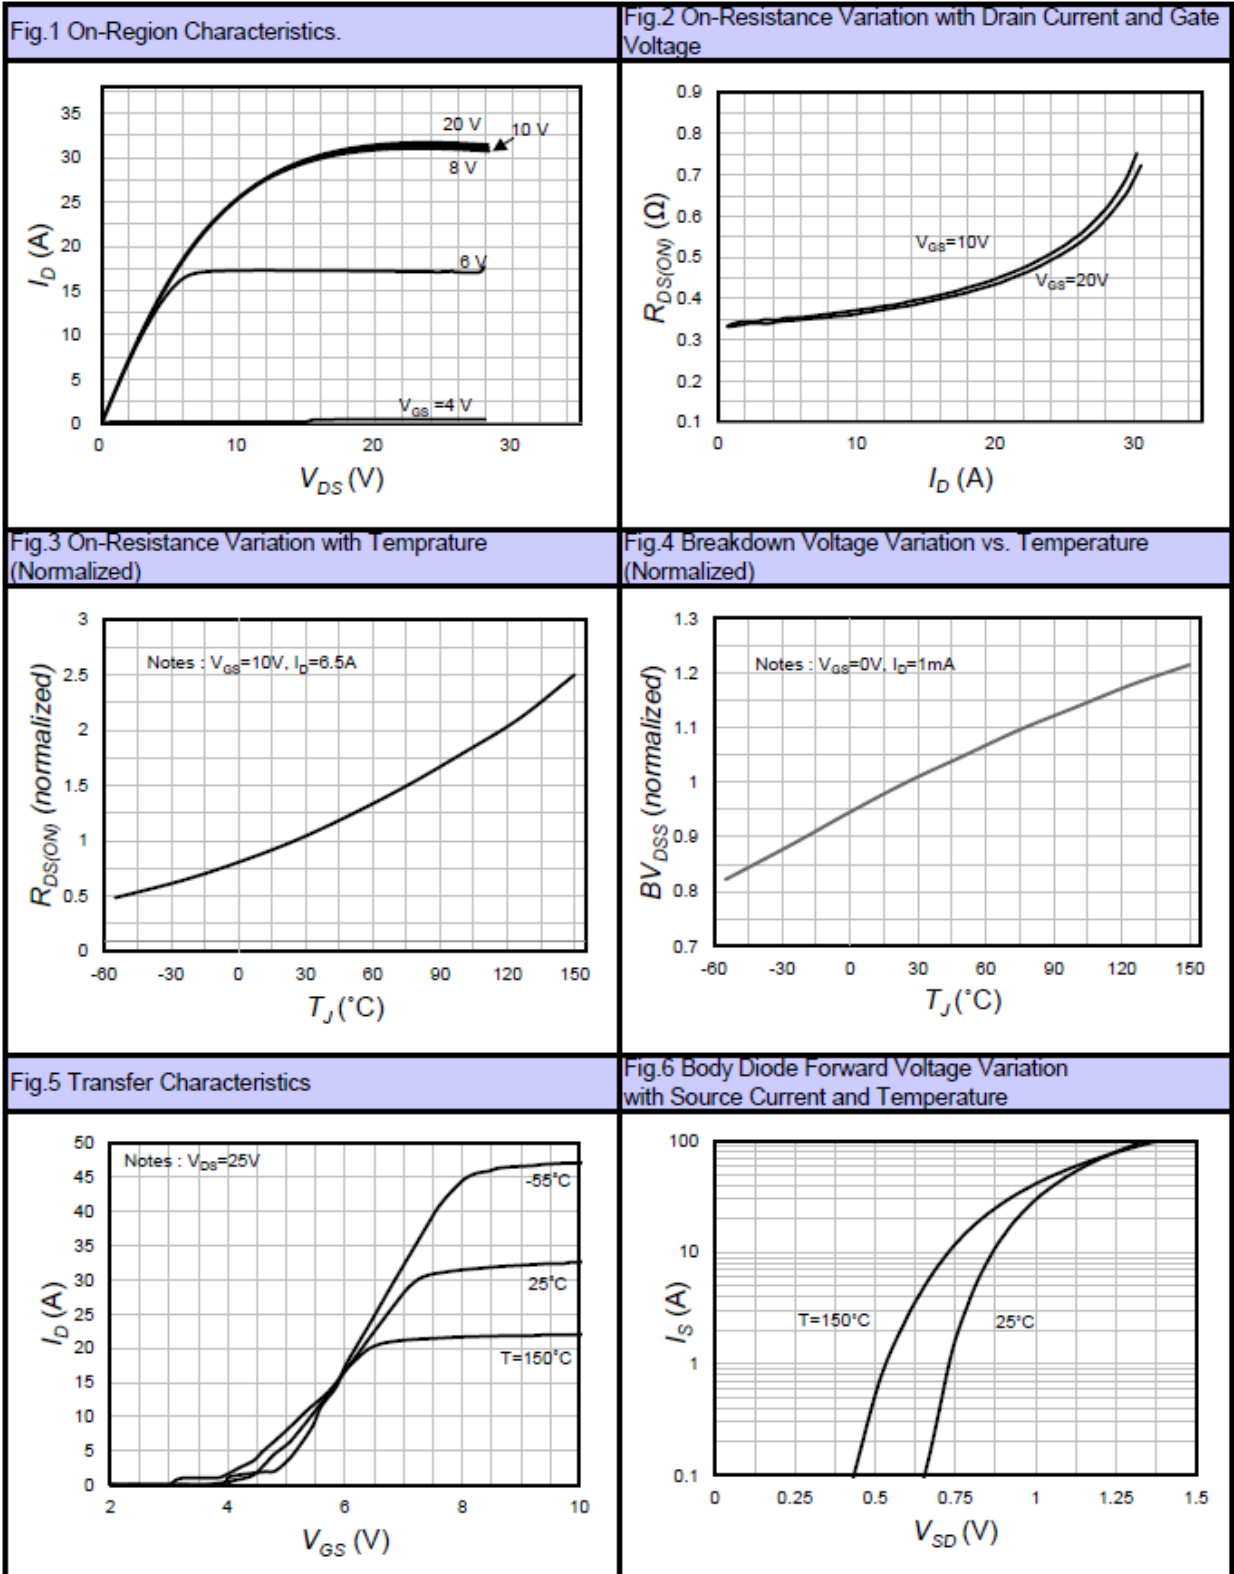 Fig.1 On-Region Characteristics.
Fig.2 On-Resistance Variation with Drain Current and Gate
Voltage
35
30
25
20
15
10
5
0
I_D (A)
20 V
10 V
8 V
6 V
V_GS =4 V
0
10
20
30
V_DS (V)
0.9
0.8
0.7
0.6
0.5
0.4
0.3
0.2
0.1
R_DS(ON) (Ω)
V_GS=10V
V_GS=20V
0
10
20
30
I_D (A)
Fig.3 On-Resistance Variation with Temprature
(Normalized)
Fig.4 Breakdown Voltage Variation vs. Temperature
(Normalized)
3
2.5
2
1.5
1
0.5
0
R_DS(ON) (normalized)
Notes : V_GS=10V, I_D=6.5A
-60
-30
0
30
60
90
120
150
T_J (°C)
1.3
1.2
1.1
1
0.9
0.8
0.7
BV_DSS (normalized)
Notes : V_GS=0V, I_D=1mA
-60
-30
0
30
60
90
120
150
T_J (°C)
Fig.5 Transfer Characteristics
Fig.6 Body Diode Forward Voltage Variation
with Source Current and Temperature
50
45
40
35
30
25
20
15
10
5
0
I_D (A)
Notes : V_DS=25V
-55°C
25°C
T=150°C
2
4
6
8
10
V_GS (V)
100
10
1
0.1
I_S (A)
T=150°C
25°C
0
0.25
0.5
0.75
1
1.25
1.5
V_SD (V)